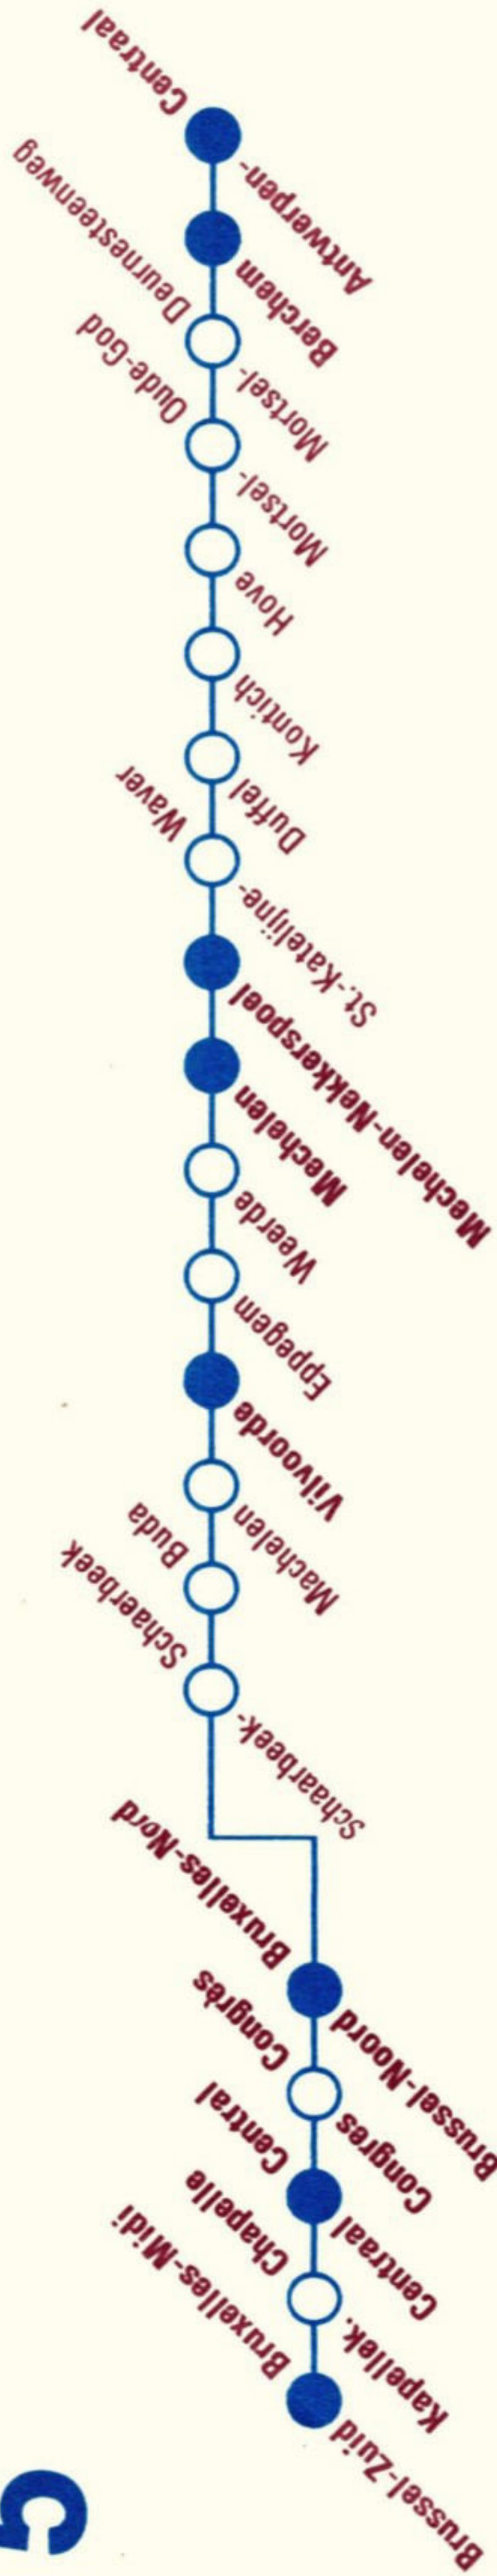 Brussel-Zuid
Bruxelles-Midi
Kapellek.
Chapelle
Centraal
Central
Congres
Congrès
Brussel-Noord
Bruxelles-Nord
Schaarbeek-
Schaerbeek
Buda
Machelen
Vilvoorde
Eppegem
Weerde
Mechelen
Mechelen-Nekkerspoel
St.-Katelijne-
Waver
Duffel
Kontich
Hove
Mortsel-
Oude-God
Mortsel-
Deurnesteenweg
Berchem
Antwerpen-
Centraal